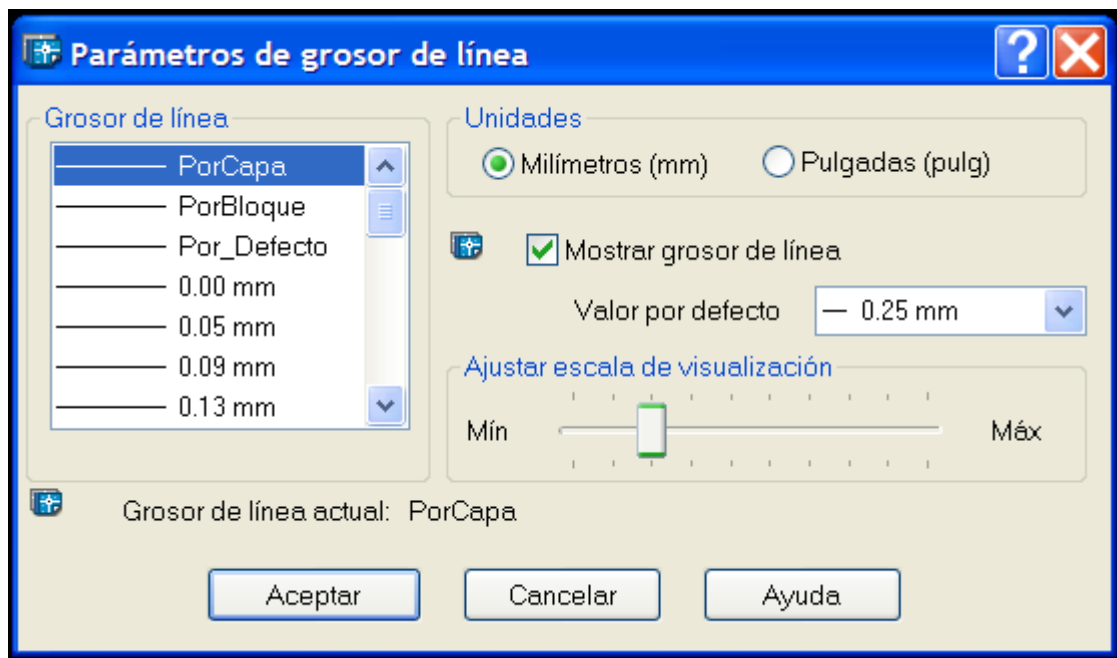 Parámetros de grosor de línea
Grosor de línea
PorCapa
PorBloque
Por_Defecto
0.00 mm
0.05 mm
0.09 mm
0.13 mm
Unidades
Milímetros (mm)
Pulgadas (pulg)
Mostrar grosor de línea
Valor por defecto
0.25 mm
Ajustar escala de visualización
Mín
Máx
Grosor de línea actual: PorCapa
Aceptar
Cancelar
Ayuda